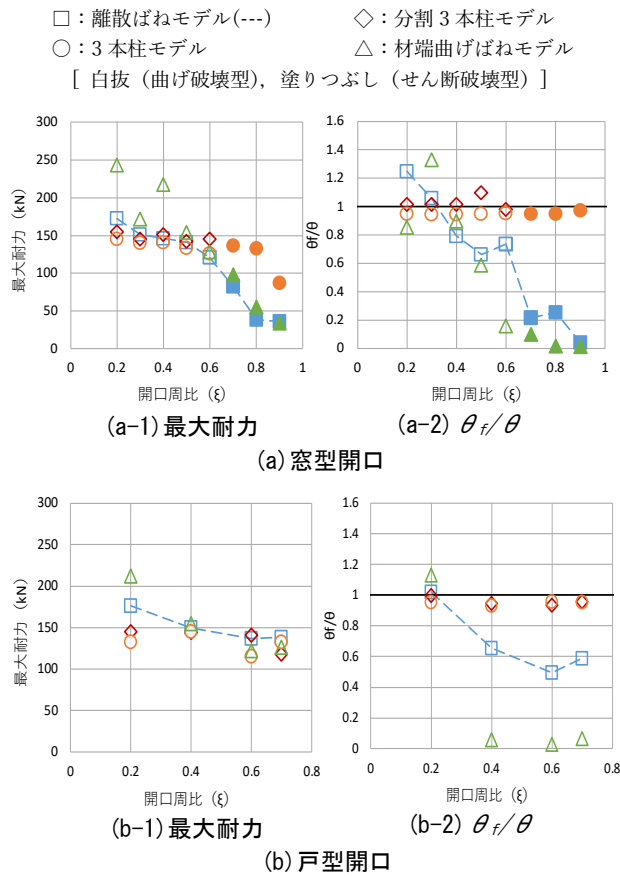 □：離散ばねモデル(---)　◇：分割３本柱モデル
○：３本柱モデル　△：材端曲げばねモデル
[ 白抜（曲げ破壊型），塗りつぶし（せん断破壊型）]
300
250
200
150
100
50
0
最大耐力（kN）
0 0.2 0.4 0.6 0.8 1
開口周比（ξ）
(a-1) 最大耐力
1.6
1.4
1.2
1
0.8
0.6
0.4
0.2
0
θf/θ
0 0.2 0.4 0.6 0.8 1
開口周比（ξ）
(a-2) θf/θ
(a) 窓型開口
300
250
200
150
100
50
0
最大耐力（kN）
0 0.2 0.4 0.6 0.8
開口周比（ξ）
(b-1) 最大耐力
1.6
1.4
1.2
1
0.8
0.6
0.4
0.2
0
θf/θ
0 0.2 0.4 0.6 0.8
開口周比（ξ）
(b-2) θf/θ
(b) 戸型開口